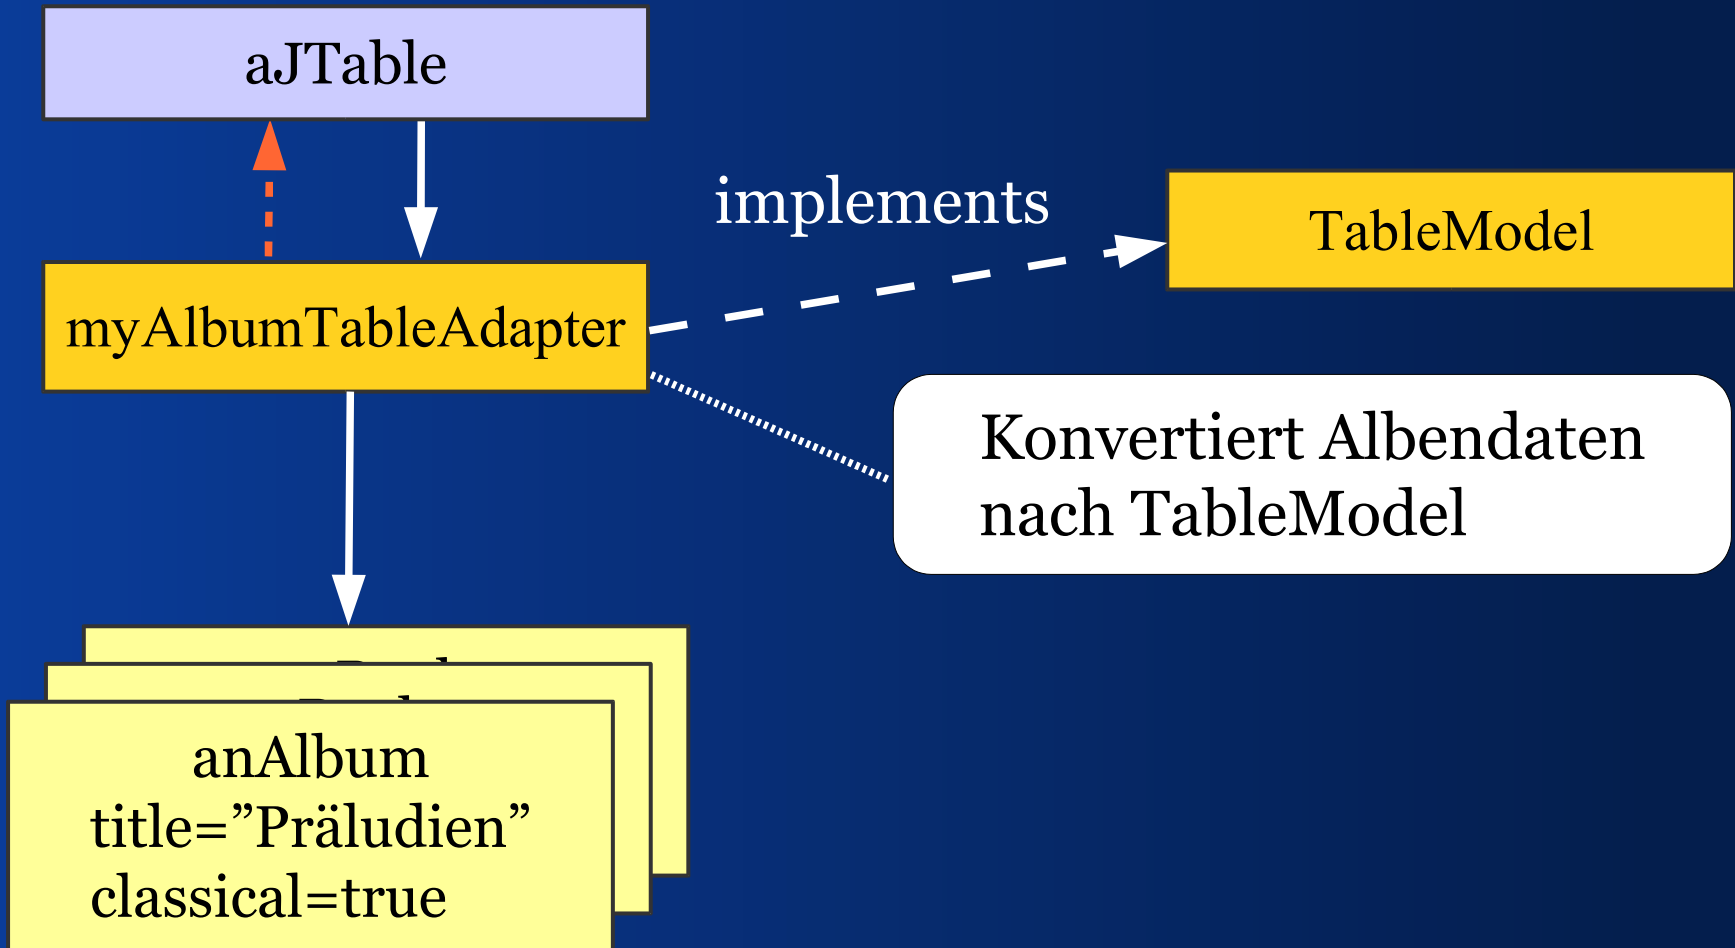 aJTable
implements
TableModel
myAlbumTableAdapter
Konvertiert Albendaten
nach TableModel
anAlbum
title=”Präludien”
classical=true